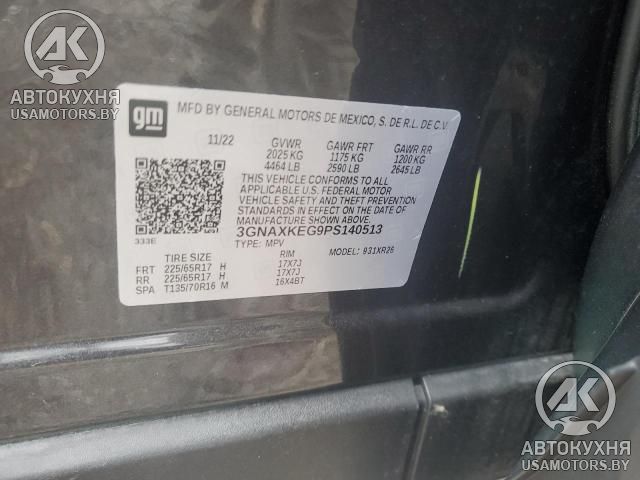 AK
АВТОКУХНЯ
USAMOTORS.BY
gm
MFD BY GENERAL MOTORS DE MEXICO, S. DE R.L. DE C.V.
11/22 GVWR GAWR FRT GAWR RR
2025 KG 1175 KG 1200 KG
4464 LB 2590 LB 2645 LB
THIS VEHICLE CONFORMS TO ALL
APPLICABLE U.S. FEDERAL MOTOR
VEHICLE SAFETY AND THEFT PREVENTION
STANDARDS IN EFFECT ON THE DATE OF
MANUFACTURE SHOWN ABOVE.
3GNAXKEG9PS140513
333E
TYPE: MPV MODEL: 931XR26
TIRE SIZE RIM
FRT 225/65R17 H 17X7J
RR 225/65R17 H 17X7J
SPA T135/70R16 M 16X4BT
AK
АВТОКУХНЯ
USAMOTORS.BY